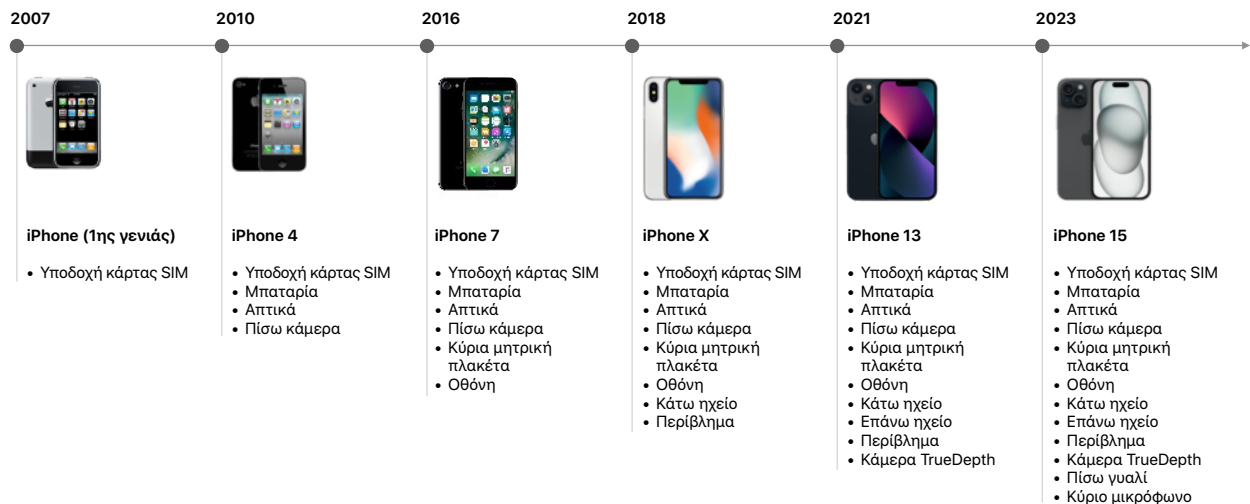 2007
2010
2016
2018
2021
2023
iPhone (1ης γενιάς)
• Υποδοχή κάρτας SIM
iPhone 4
• Υποδοχή κάρτας SIM
• Μπαταρία
• Απτικά
• Πίσω κάμερα
iPhone 7
• Υποδοχή κάρτας SIM
• Μπαταρία
• Απτικά
• Πίσω κάμερα
• Κύρια μητρική
πλακέτα
• Οθόνη
iPhone X
• Υποδοχή κάρτας SIM
• Μπαταρία
• Απτικά
• Πίσω κάμερα
• Κύρια μητρική
πλακέτα
• Οθόνη
• Κάτω ηχείο
• Περίβλημα
iPhone 13
• Υποδοχή κάρτας SIM
• Μπαταρία
• Απτικά
• Πίσω κάμερα
• Κύρια μητρική
πλακέτα
• Οθόνη
• Κάτω ηχείο
• Επάνω ηχείο
• Περίβλημα
• Κάμερα TrueDepth
iPhone 15
• Υποδοχή κάρτας SIM
• Μπαταρία
• Απτικά
• Πίσω κάμερα
• Κύρια μητρική
πλακέτα
• Οθόνη
• Κάτω ηχείο
• Επάνω ηχείο
• Περίβλημα
• Κάμερα TrueDepth
• Πίσω γυαλί
• Κύριο μικρόφωνο